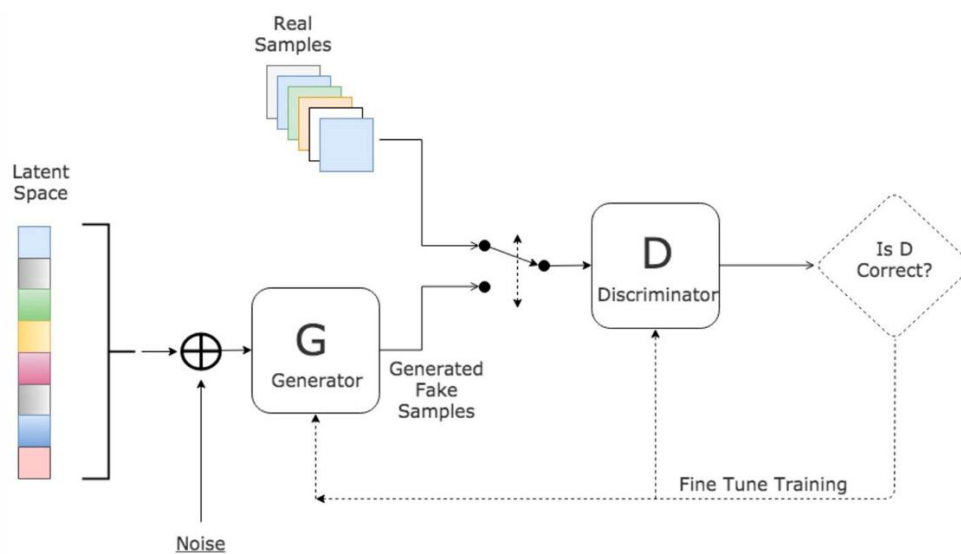 Real
Samples
Latent
Space
G
Generator
Generated
Fake
Samples
D
Discriminator
Is D
Correct?
Fine Tune Training
Noise